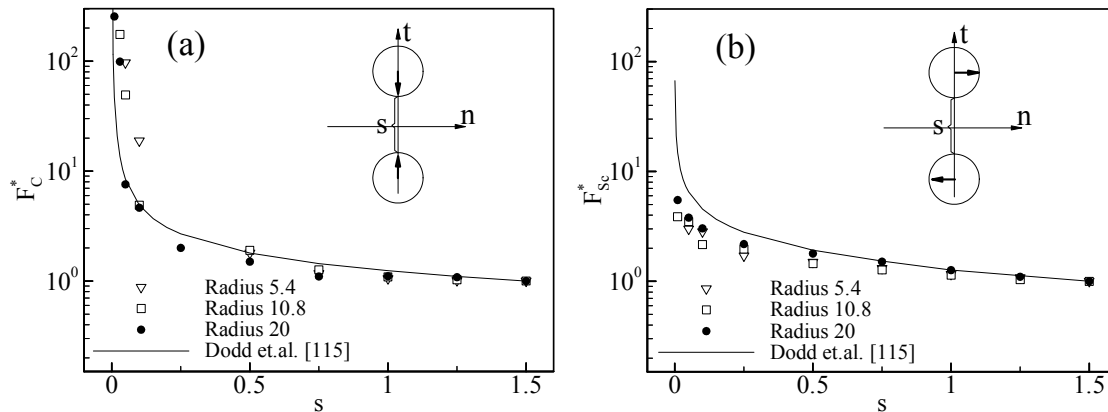 (a)
t
n
s
10^2
10^1
10^0
F*_C
Radius 5.4
Radius 10.8
Radius 20
Dodd et.al. [115]
0
0.5
1
1.5
s
(b)
t
n
s
10^2
10^1
10^0
F*_Sc
Radius 5.4
Radius 10.8
Radius 20
Dodd et.al. [115]
0
0.5
1
1.5
s